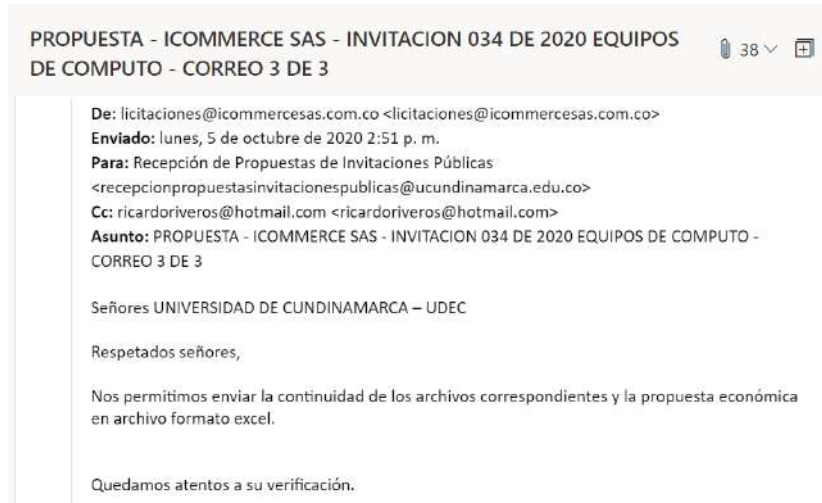 PROPUESTA - ICOMMERCE SAS - INVITACION 034 DE 2020 EQUIPOS
DE COMPUTO - CORREO 3 DE 3
38
De: licitaciones@icommercesas.com.co <licitaciones@icommercesas.com.co>
Enviado: lunes, 5 de octubre de 2020 2:51 p. m.
Para: Recepción de Propuestas de Invitaciones Públicas
<recepcionpropuestasinvitacionespublicas@ucundinamarca.edu.co>
Cc: ricardoriveros@hotmail.com <ricardoriveros@hotmail.com>
Asunto: PROPUESTA - ICOMMERCE SAS - INVITACION 034 DE 2020 EQUIPOS DE COMPUTO -
CORREO 3 DE 3
Señores UNIVERSIDAD DE CUNDINAMARCA – UDEC
Respetados señores,
Nos permitimos enviar la continuidad de los archivos correspondientes y la propuesta económica
en archivo formato excel.
Quedamos atentos a su verificación.